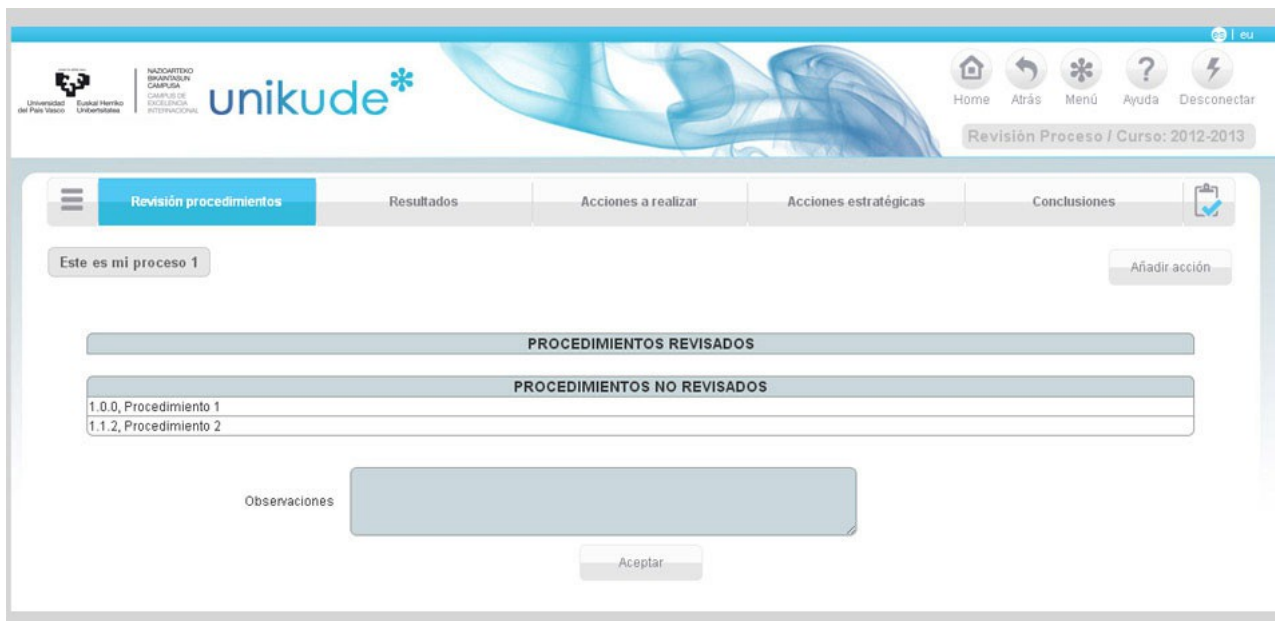 es | eu
Universidad
del País Vasco
Euskal Herriko
Unibertsitatea
NAZIOARTEKO
BIKAINTASUN
CAMPUSA
CAMPUS DE
EXCELENCIA
INTERNACIONAL
unikude*
Home Atrás Menú Ayuda Desconectar
Revisión Proceso / Curso: 2012-2013
Revisión procedimientos Resultados Acciones a realizar Acciones estratégicas Conclusiones
Este es mi proceso 1
Añadir acción
PROCEDIMIENTOS REVISADOS
PROCEDIMIENTOS NO REVISADOS
1.0.0, Procedimiento 1
1.1.2, Procedimiento 2
Observaciones
Aceptar